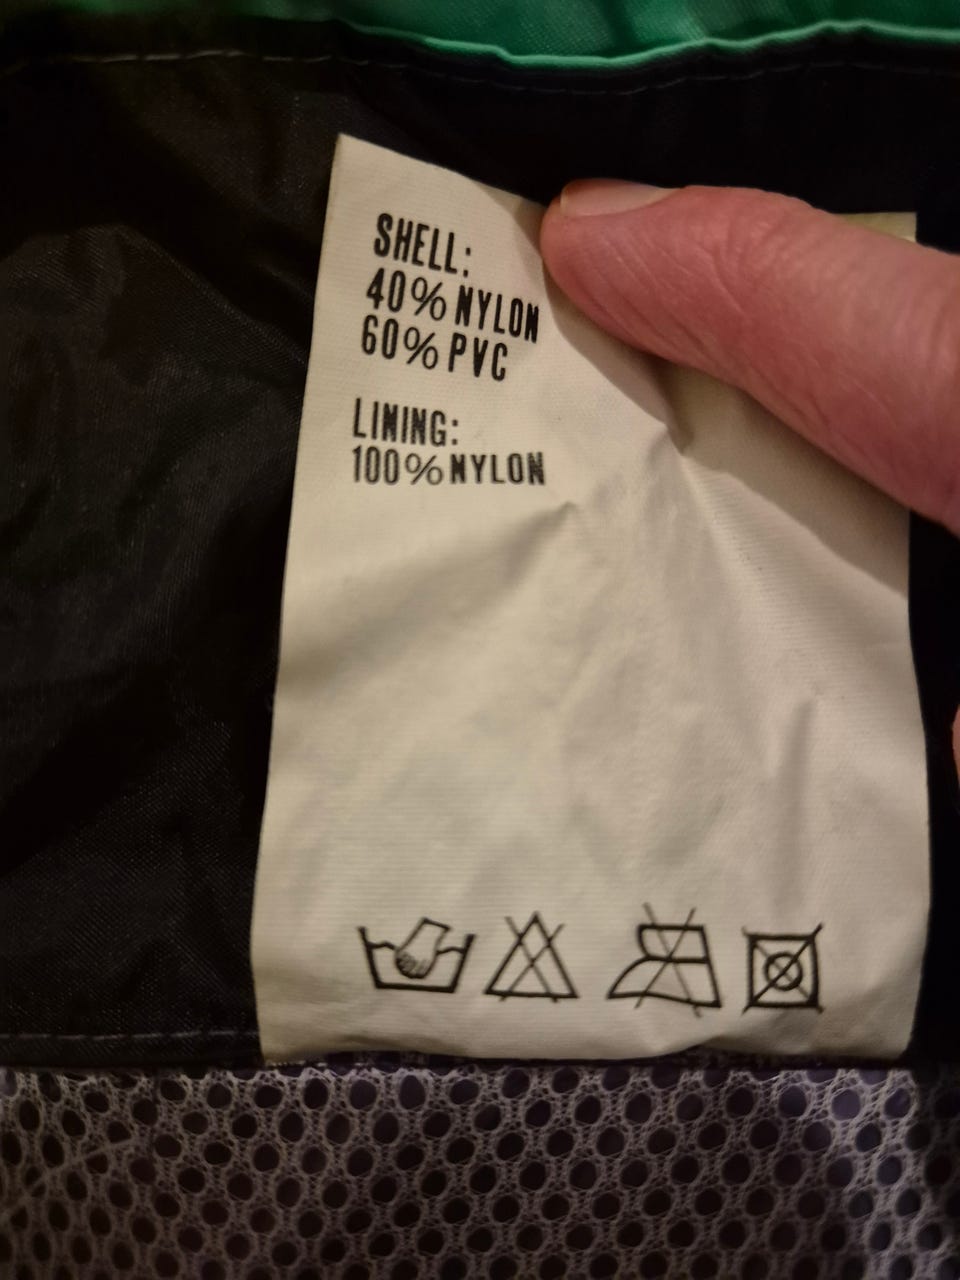 SHELL:
40% NYLON
60% PVC
LINING:
100% NYLON